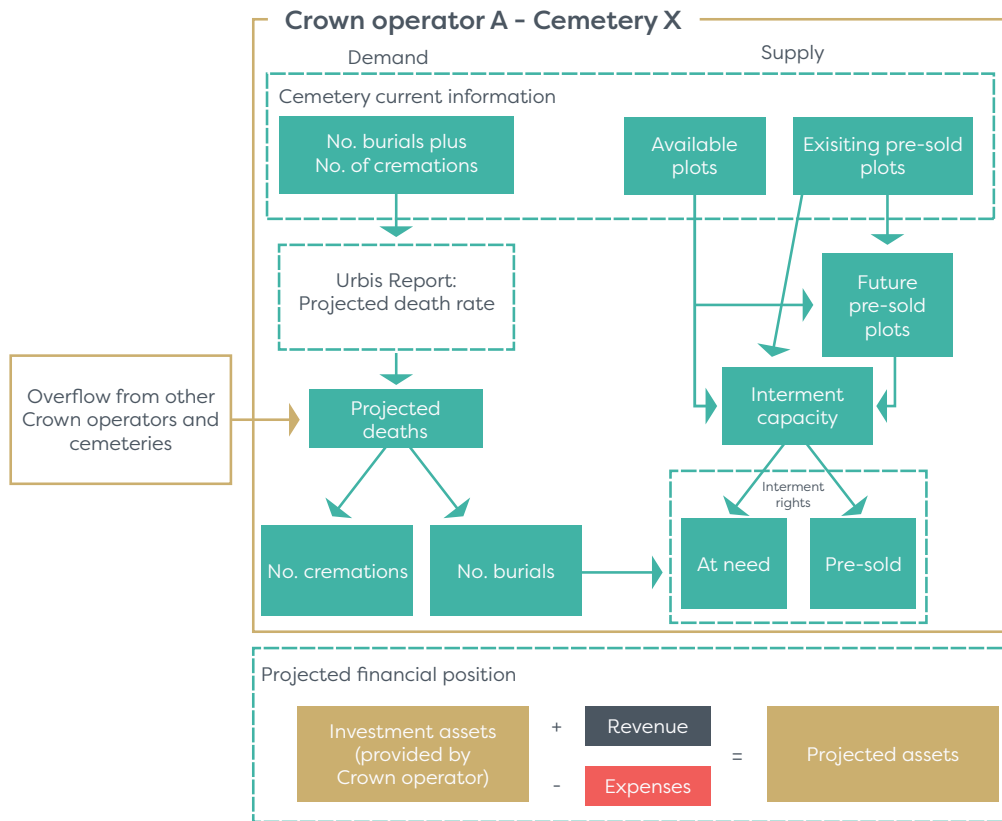 Crown operator A - Cemetery X
Demand
Supply
Cemetery current information
No. burials plus
No. of cremations
Available
plots
Exisiting pre-sold
plots
Urbis Report:
Projected death rate
Future
pre-sold
plots
Overflow from other
Crown operators and
cemeteries
Projected
deaths
Interment
capacity
Interment
rights
No. cremations
No. burials
At need
Pre-sold
Projected financial position
Investment assets
(provided by
Crown operator)
+
Revenue
-
Expenses
=
Projected assets